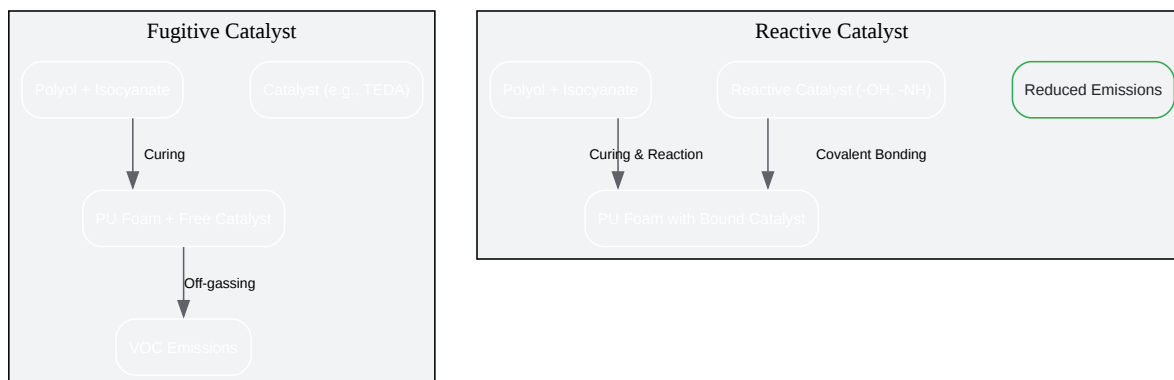 Fugitive Catalyst
Polyol + Isocyanate
Catalyst (e.g., TEDA)
Curing
PU Foam + Free Catalyst
Off-gassing
VOC Emissions
Reactive Catalyst
Polyol + Isocyanate
Reactive Catalyst (-OH, -NH)
Reduced Emissions
Curing & Reaction
Covalent Bonding
PU Foam with Bound Catalyst